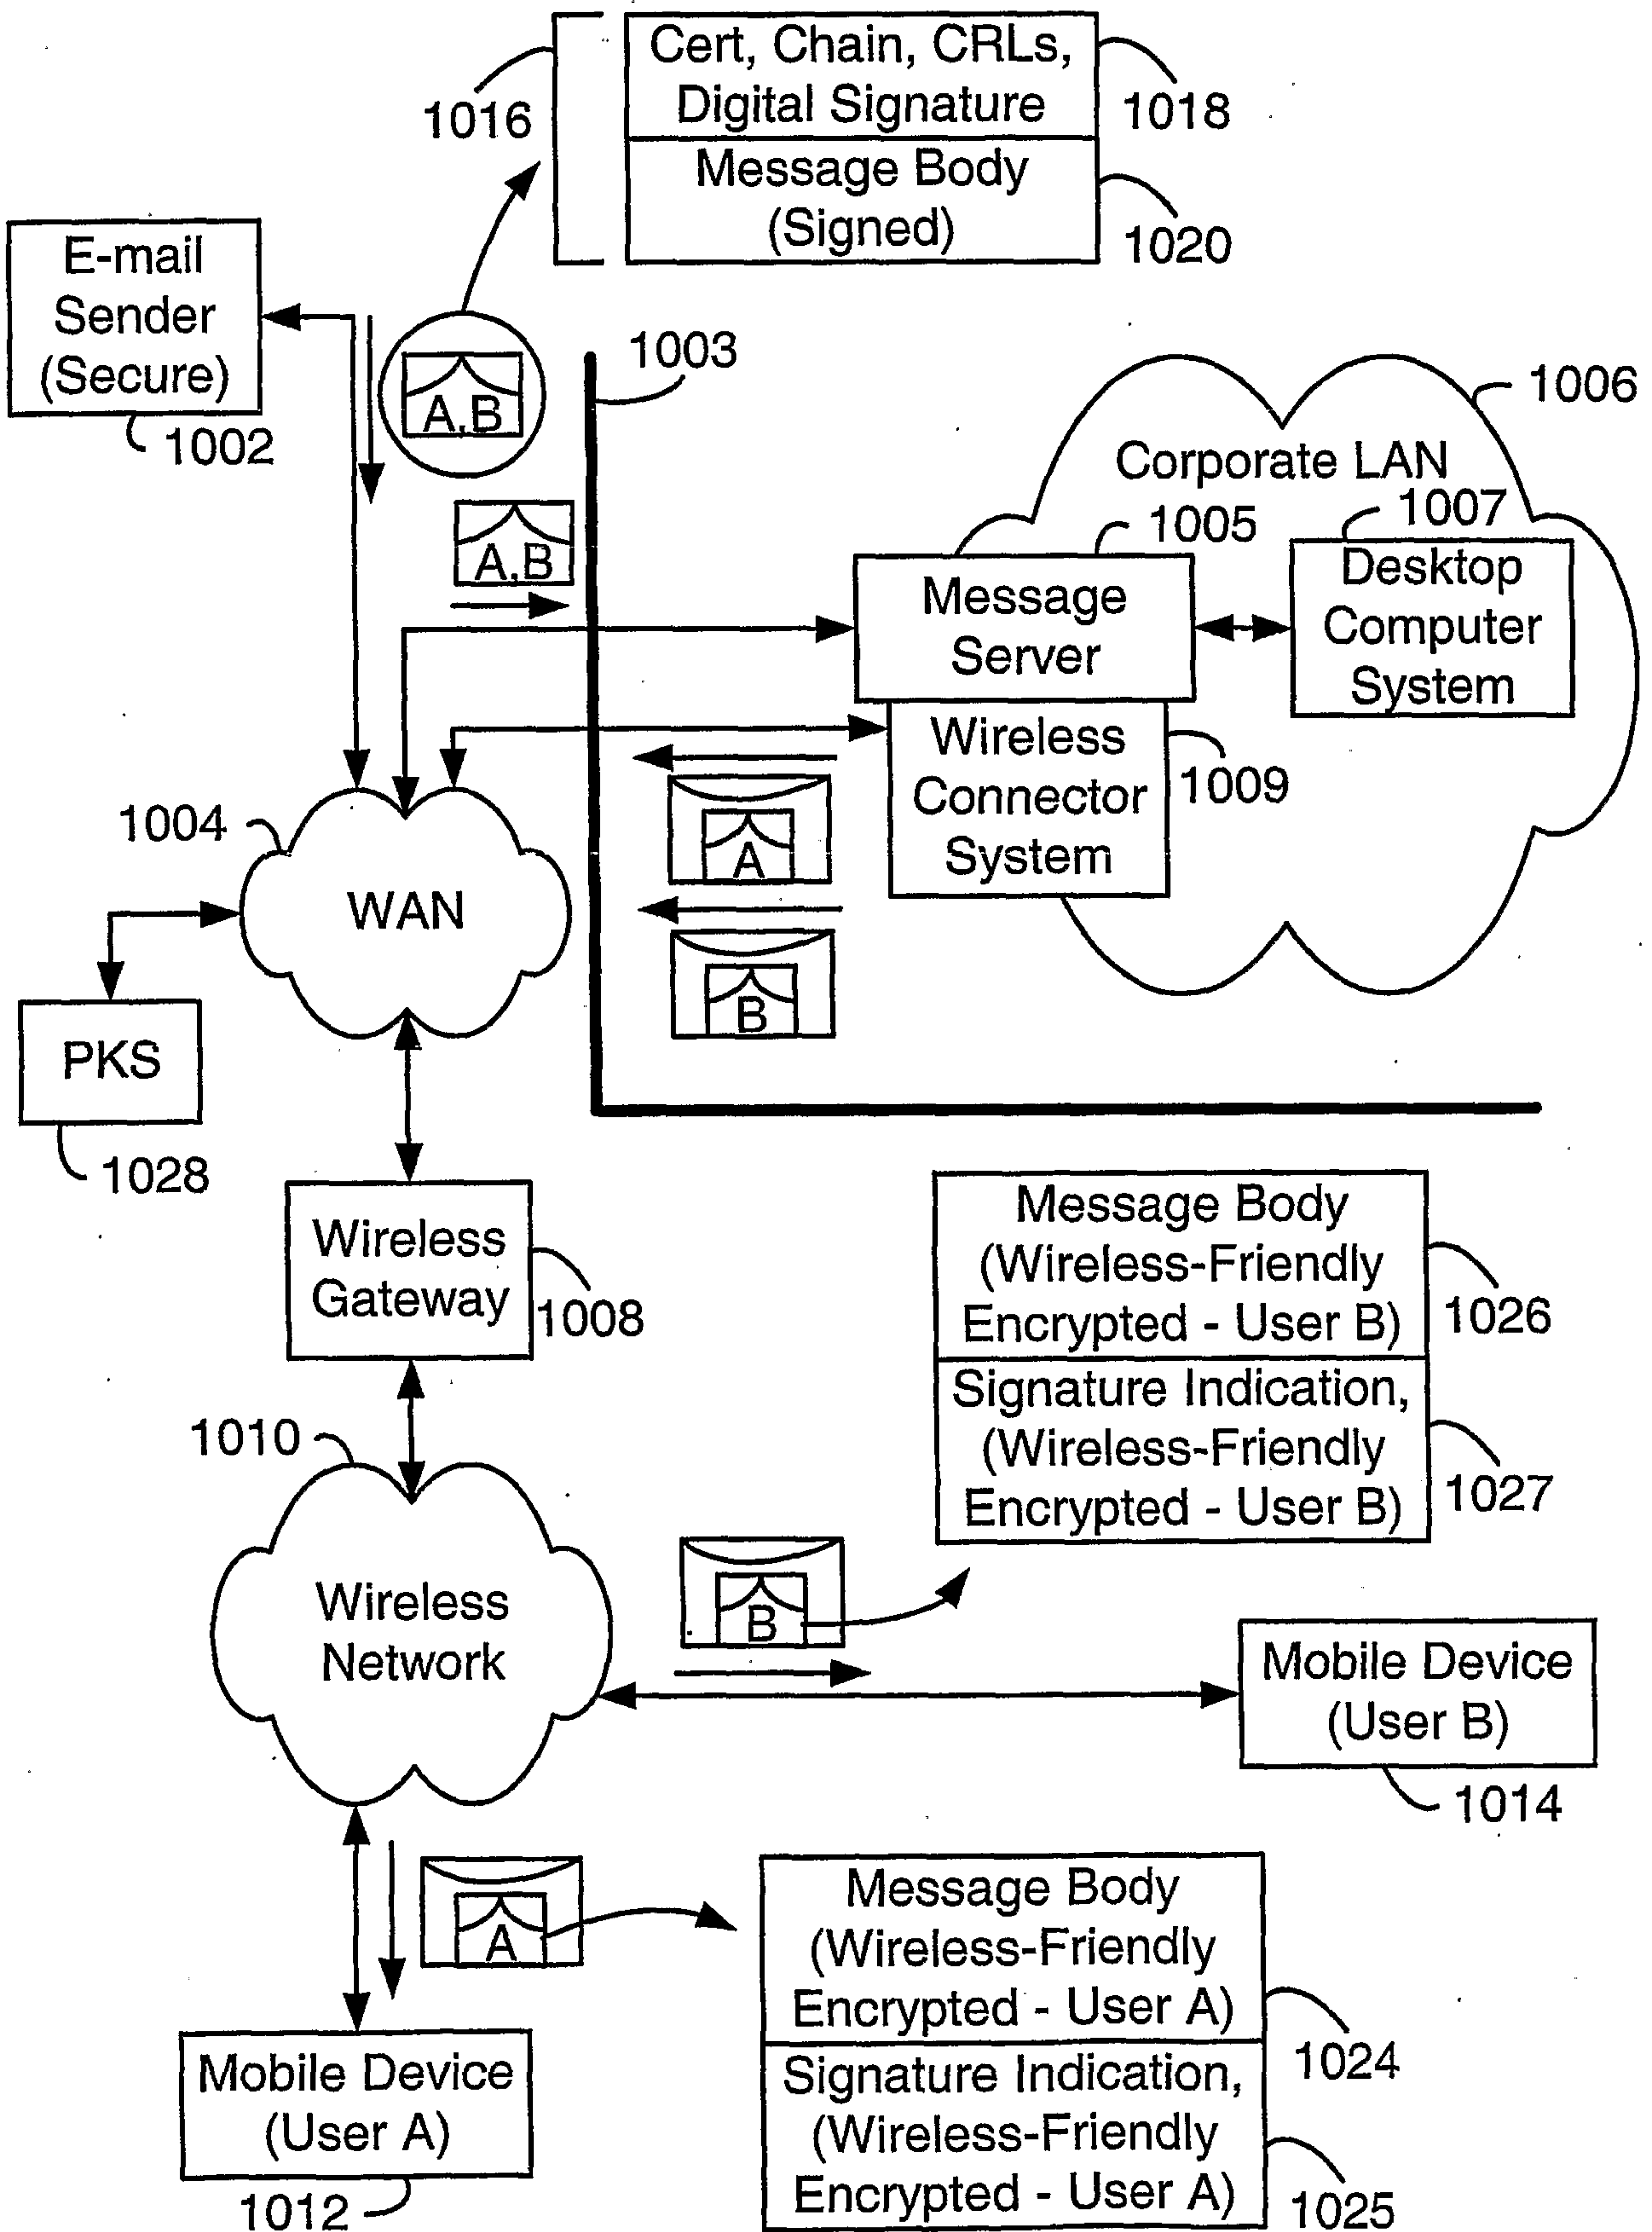 Cert, Chain, CRLs,
Digital Signature
1016
1018
Message Body
(Signed)
1020
E-mail
Sender
(Secure)
1002
A,B
1003
1006
Corporate LAN
A,B
1005
1007
Message
Server
Desktop
Computer
System
Wireless
Connector
System
1009
A
B
1004
WAN
PKS
1028
Wireless
Gateway
1008
Message Body
(Wireless-Friendly
Encrypted - User B)
1026
Signature Indication,
(Wireless-Friendly
Encrypted - User B)
1027
1010
Wireless
Network
B
Mobile Device
(User B)
1014
A
Message Body
(Wireless-Friendly
Encrypted - User A)
1024
Signature Indication,
(Wireless-Friendly
Encrypted - User A)
1025
Mobile Device
(User A)
1012